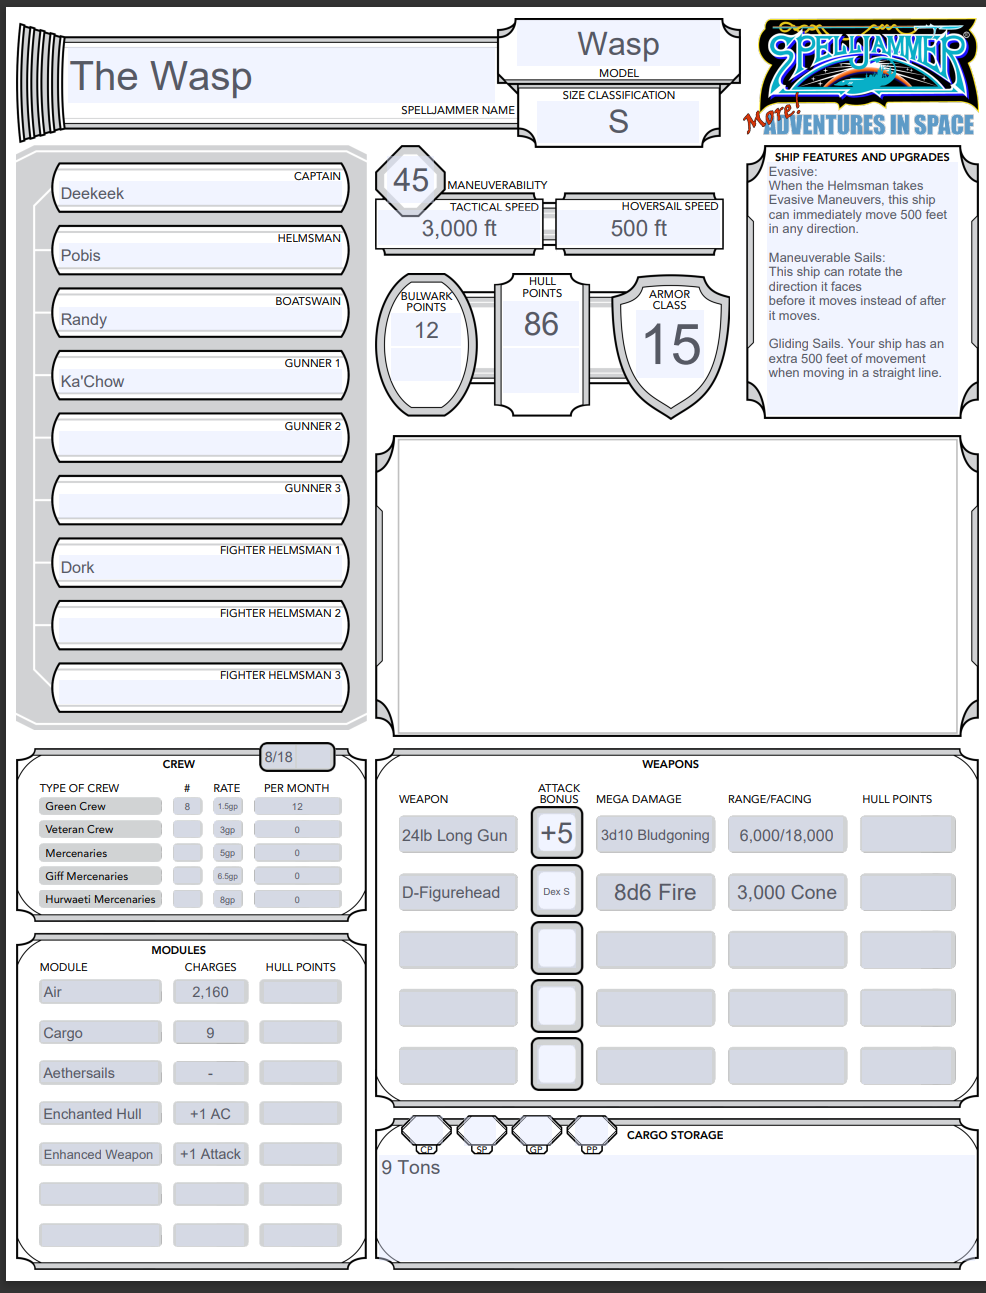 The Wasp
SPELLJAMMER NAME
Wasp
MODEL
SIZE CLASSIFICATION
S
SPELLJAMMER®
More!
ADVENTURES IN SPACE
CAPTAIN
Deekeek
HELMSMAN
Pobis
BOATSWAIN
Randy
GUNNER 1
Ka'Chow
GUNNER 2
GUNNER 3
FIGHTER HELMSMAN 1
Dork
FIGHTER HELMSMAN 2
FIGHTER HELMSMAN 3
45
MANEUVERABILITY
TACTICAL SPEED
3,000 ft
HOVERSAIL SPEED
500 ft
BULWARK
POINTS
12
HULL
POINTS
86
ARMOR
CLASS
15
SHIP FEATURES AND UPGRADES
Evasive:
When the Helmsman takes
Evasive Maneuvers, this ship
can immediately move 500 feet
in any direction.
Maneuverable Sails:
This ship can rotate the
direction it faces
before it moves instead of after
it moves.
Gliding Sails. Your ship has an
extra 500 feet of movement
when moving in a straight line.
CREW
8/18
TYPE OF CREW # RATE PER MONTH
Green Crew 8 1.5gp 12
Veteran Crew 3gp 0
Mercenaries 5gp 0
Giff Mercenaries 6.5gp 0
Hurwaeti Mercenaries 8gp 0
MODULES
MODULE CHARGES HULL POINTS
Air 2,160
Cargo 9
Aethersails -
Enchanted Hull +1 AC
Enhanced Weapon +1 Attack
WEAPONS
WEAPON ATTACK BONUS MEGA DAMAGE RANGE/FACING HULL POINTS
24lb Long Gun +5 3d10 Bludgoning 6,000/18,000
D-Figurehead Dex S 8d6 Fire 3,000 Cone
CP SP GP PP
CARGO STORAGE
9 Tons